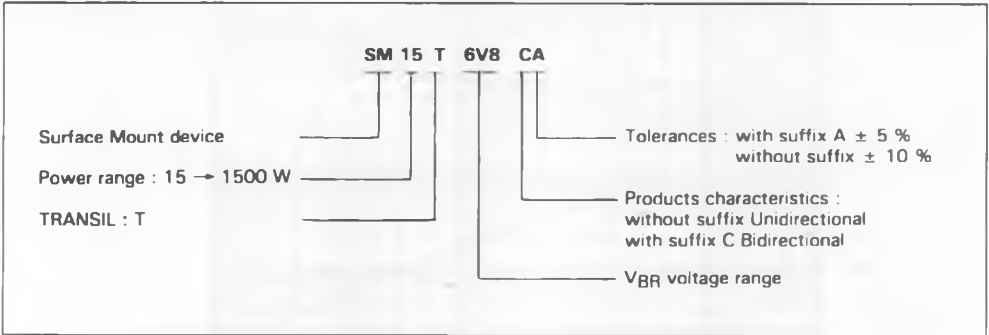 SM 15 T 6V8 CA
Surface Mount device
Power range : 15 → 1500 W
TRANSIL : T
Tolerances : with suffix A ± 5 %
without suffix ± 10 %
Products characteristics :
without suffix Unidirectional
with suffix C Bidirectional
VBR voltage range